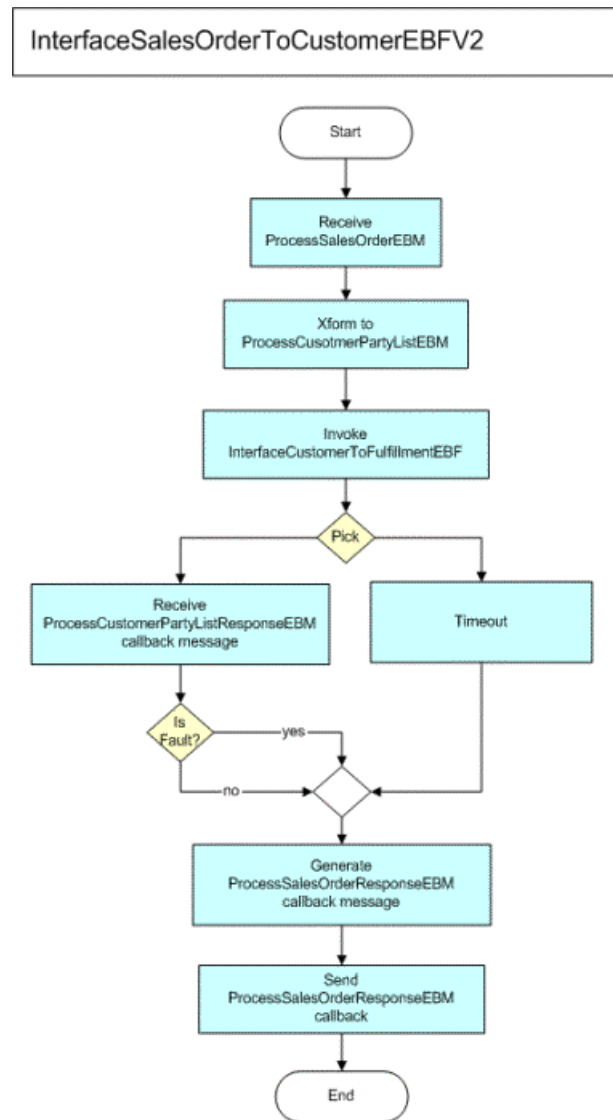 InterfaceSalesOrderToCustomerEBFV2
Start
Receive
ProcessSalesOrderEBM
Xform to
ProcessCusotmerPartyListEBM
Invoke
InterfaceCustomerToFulfillmentEBF
Pick
Receive
ProcessCustomerPartyListResponseEBM
callback message
Timeout
Is
Fault?
yes
no
Generate
ProcessSalesOrderResponseEBM
callback message
Send
ProcessSalesOrderResponseEBM
callback
End